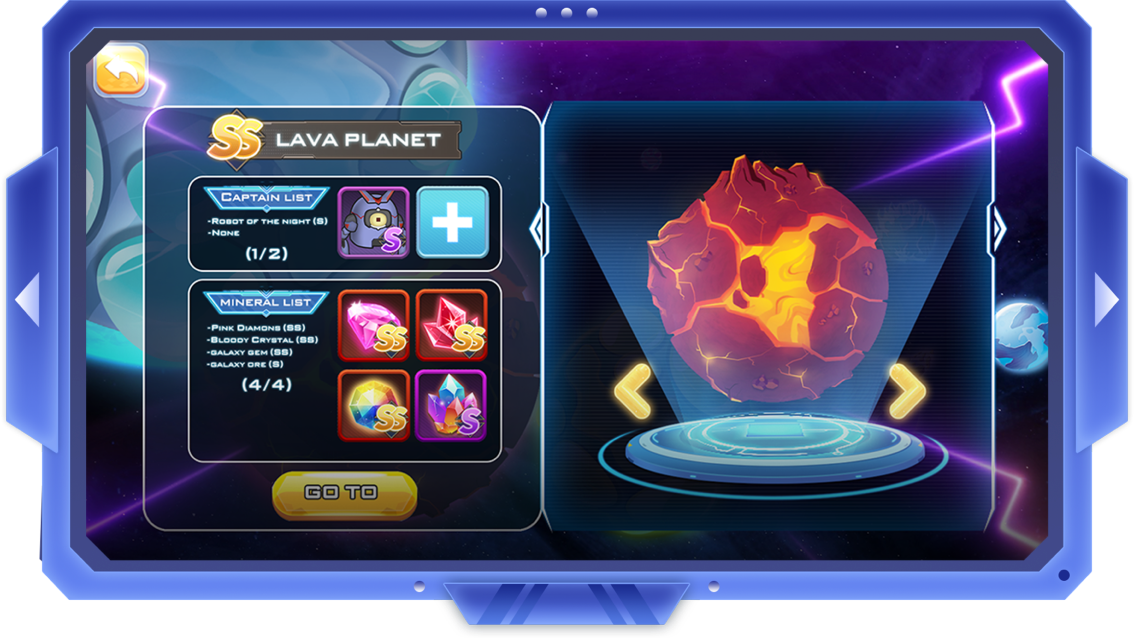 SS LAVA PLANET
CAPTAIN LIST
-ROBOT OF THE NIGHT (S)
-NONE
(1/2)
S
MINERAL LIST
-PINK DIAMONS (SS)
-BLOODY CRYSTAL (SS)
-GALAXY GEM (SS)
-GALAXY ORE (S)
(4/4)
SS SS
SS S
GO TO